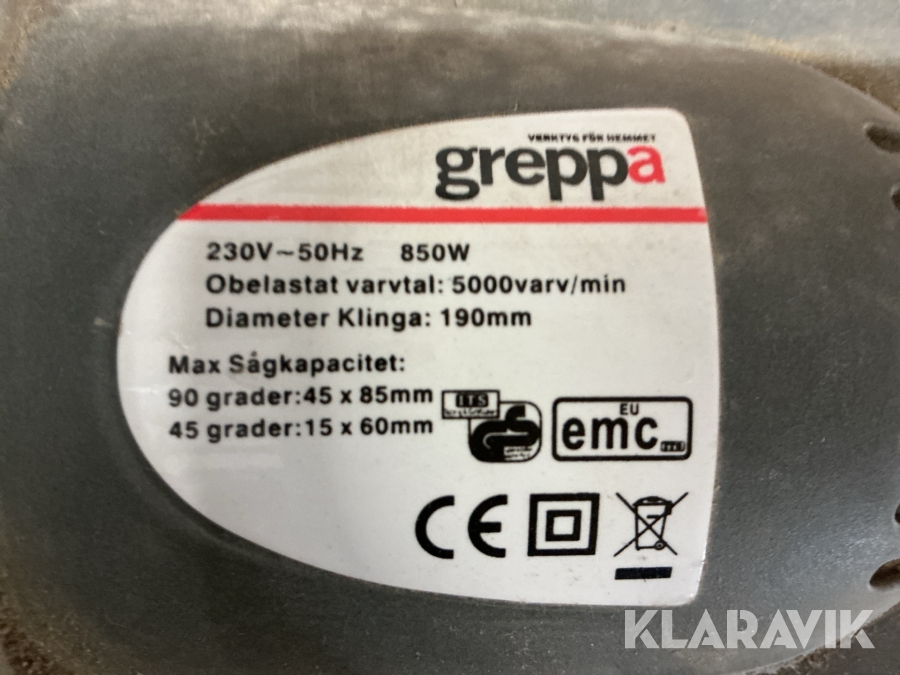 VERKTYG FÖR HEMMET
greppa
230V~50Hz 850W
Obelastat varvtal: 5000varv/min
Diameter Klinga: 190mm
Max Sågkapacitet:
90 grader:45 x 85mm
45 grader:15 x 60mm
ITS
EU
emc
CE
KLARAVIK